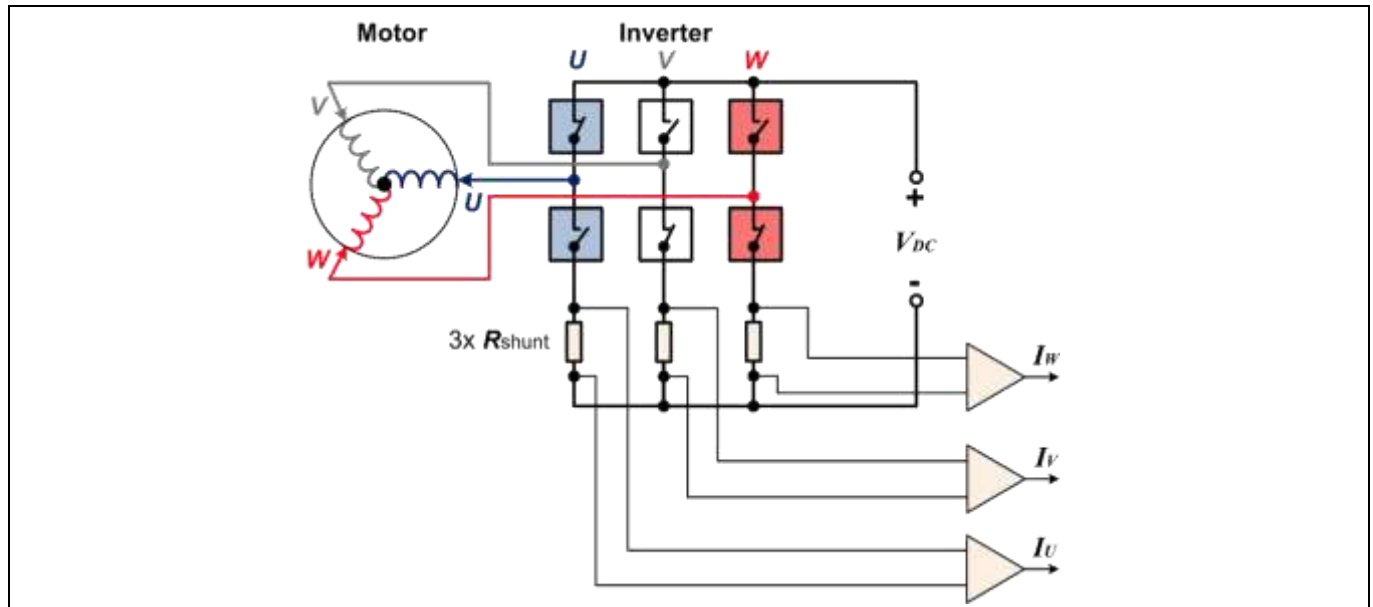 Motor Inverter
U V W
V
U
W
+
VDC
-
3x Rshunt
IW
IV
IU